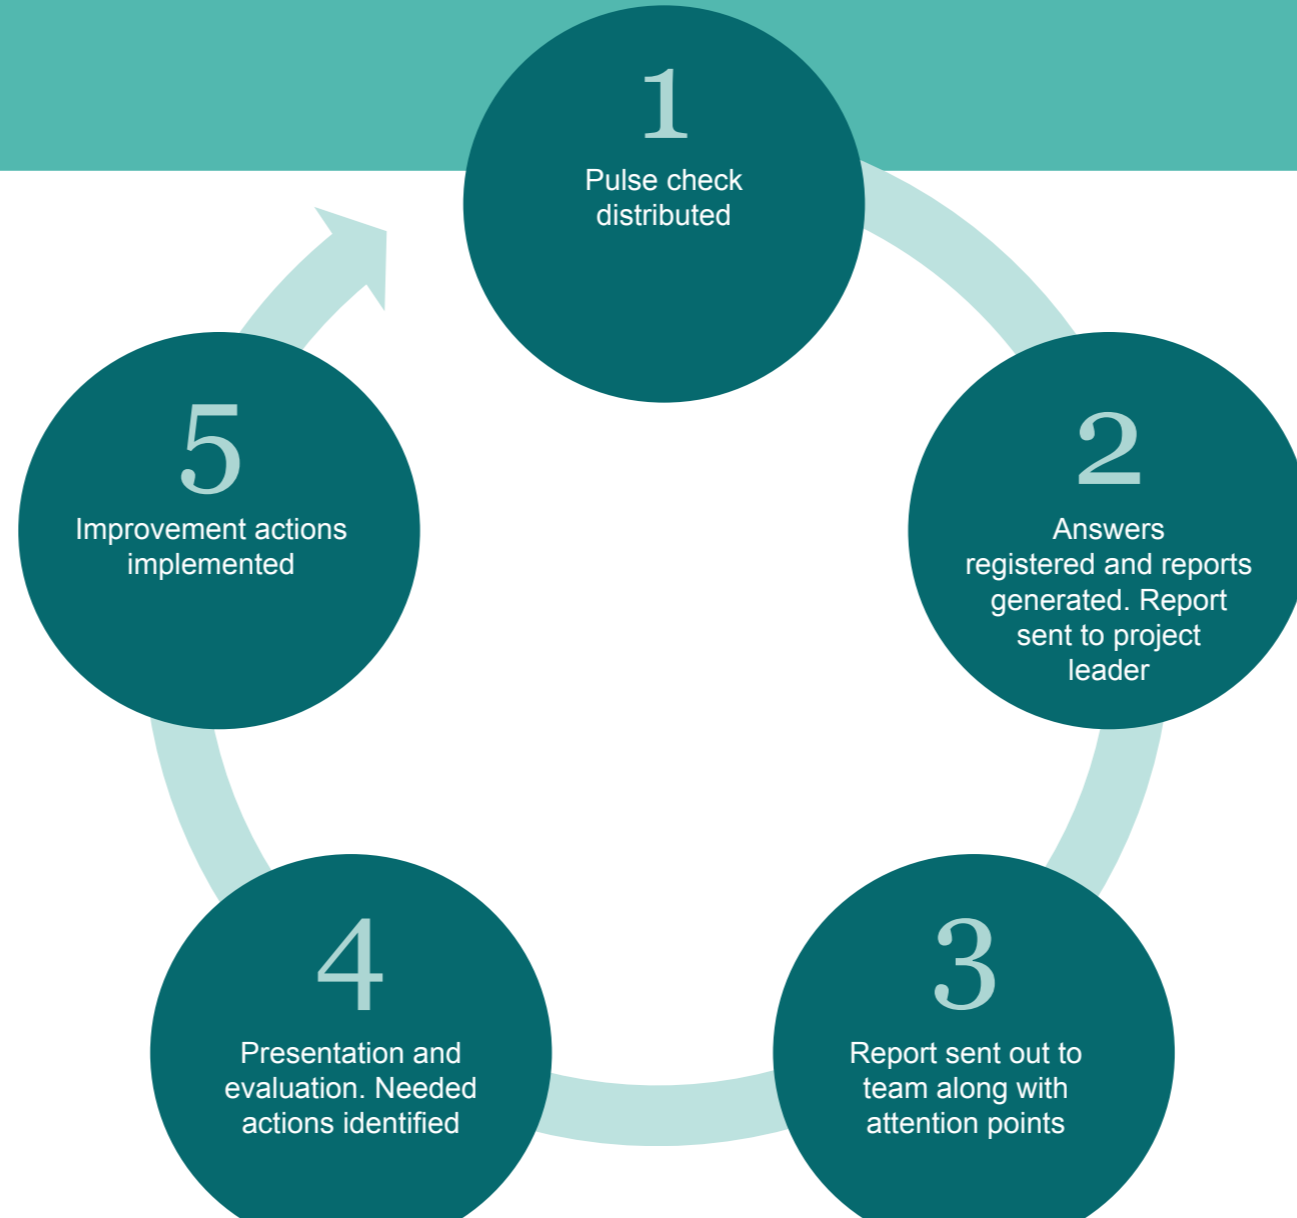 1
Pulse check
distributed
2
Answers
registered and reports
generated. Report
sent to project
leader
3
Report sent out to
team along with
attention points
4
Presentation and
evaluation. Needed
actions identified
5
Improvement actions
implemented